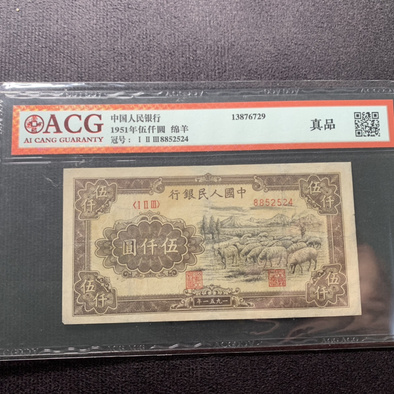 ACG
AI CANG GUARANTY
中国人民银行
1951年伍仟圆 绵羊
冠号： I II III8852524
13876729
真品
伍仟
伍仟
行銀民人國中
〈I II III〉
8852524
圓仟伍
伍仟
伍仟
年一五九一